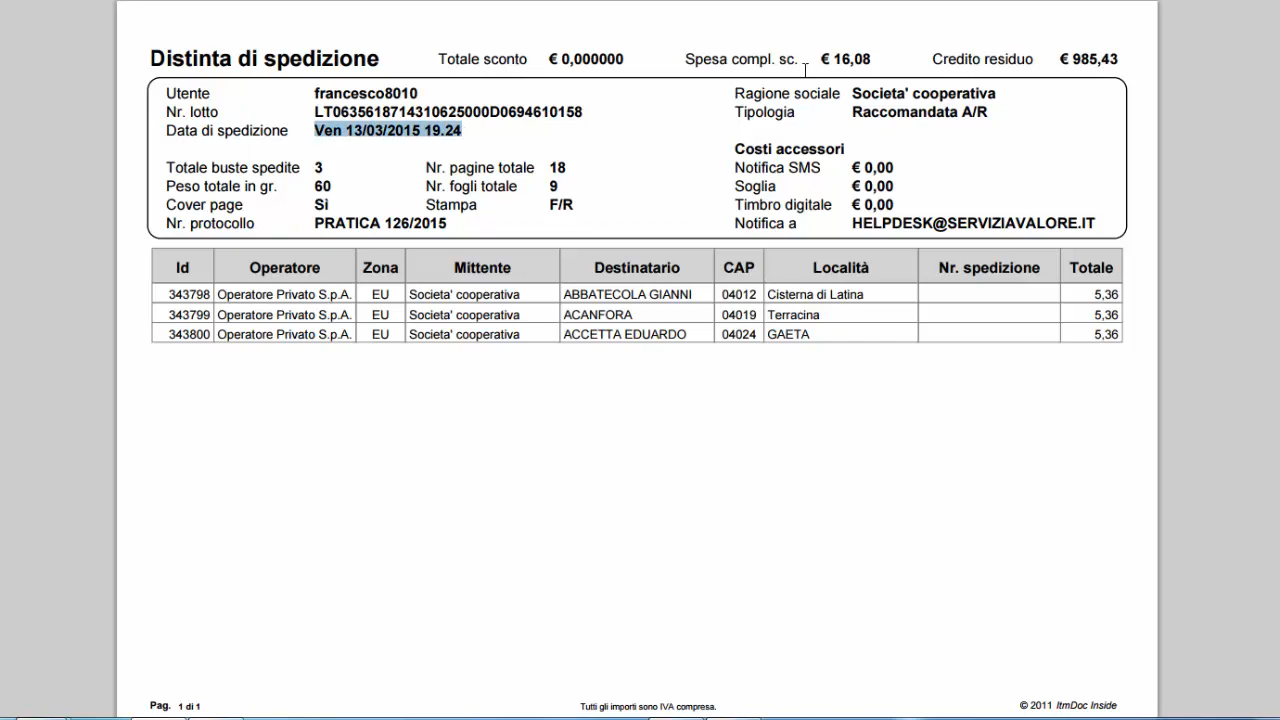 Distinta di spedizione Totale sconto € 0,000000 Spesa compl. sc. € 16,08 Credito residuo € 985,43
Utente francesco8010 Ragione sociale Societa' cooperativa
Nr. lotto LT0635618714310625000D0694610158 Tipologia Raccomandata A/R
Data di spedizione Ven 13/03/2015 19.24
Costi accessori
Totale buste spedite 3 Nr. pagine totale 18 Notifica SMS € 0,00
Peso totale in gr. 60 Nr. fogli totale 9 Soglia € 0,00
Cover page Sì Stampa F/R Timbro digitale € 0,00
Nr. protocollo PRATICA 126/2015 Notifica a HELPDESK@SERVIZIAVALORE.IT
Id Operatore Zona Mittente Destinatario CAP Località Nr. spedizione Totale
343798 Operatore Privato S.p.A. EU Societa' cooperativa ABBATECOLA GIANNI 04012 Cisterna di Latina 5,36
343799 Operatore Privato S.p.A. EU Societa' cooperativa ACANFORA 04019 Terracina 5,36
343800 Operatore Privato S.p.A. EU Societa' cooperativa ACCETTA EDUARDO 04024 GAETA 5,36
Pag. 1 di 1 Tutti gli importi sono IVA compresa. © 2011 ItmDoc Inside